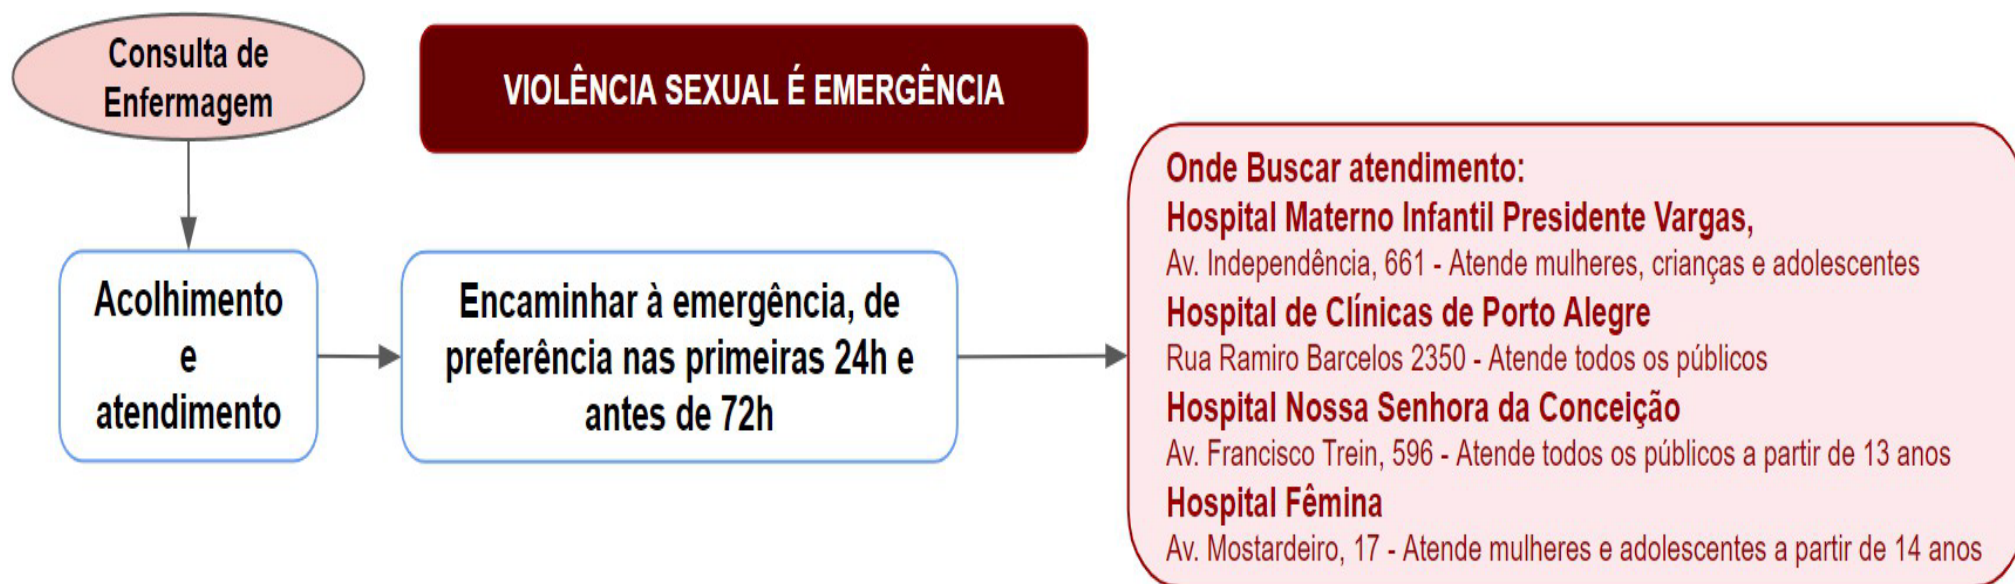 Consulta de
Enfermagem
VIOLÊNCIA SEXUAL É EMERGÊNCIA
Acolhimento
e
atendimento
Encaminhar à emergência, de
preferência nas primeiras 24h e
antes de 72h
Onde Buscar atendimento:
Hospital Materno Infantil Presidente Vargas,
Av. Independência, 661 - Atende mulheres, crianças e adolescentes
Hospital de Clínicas de Porto Alegre
Rua Ramiro Barcelos 2350 - Atende todos os públicos
Hospital Nossa Senhora da Conceição
Av. Francisco Trein, 596 - Atende todos os públicos a partir de 13 anos
Hospital Fêmina
Av. Mostardeiro, 17 - Atende mulheres e adolescentes a partir de 14 anos